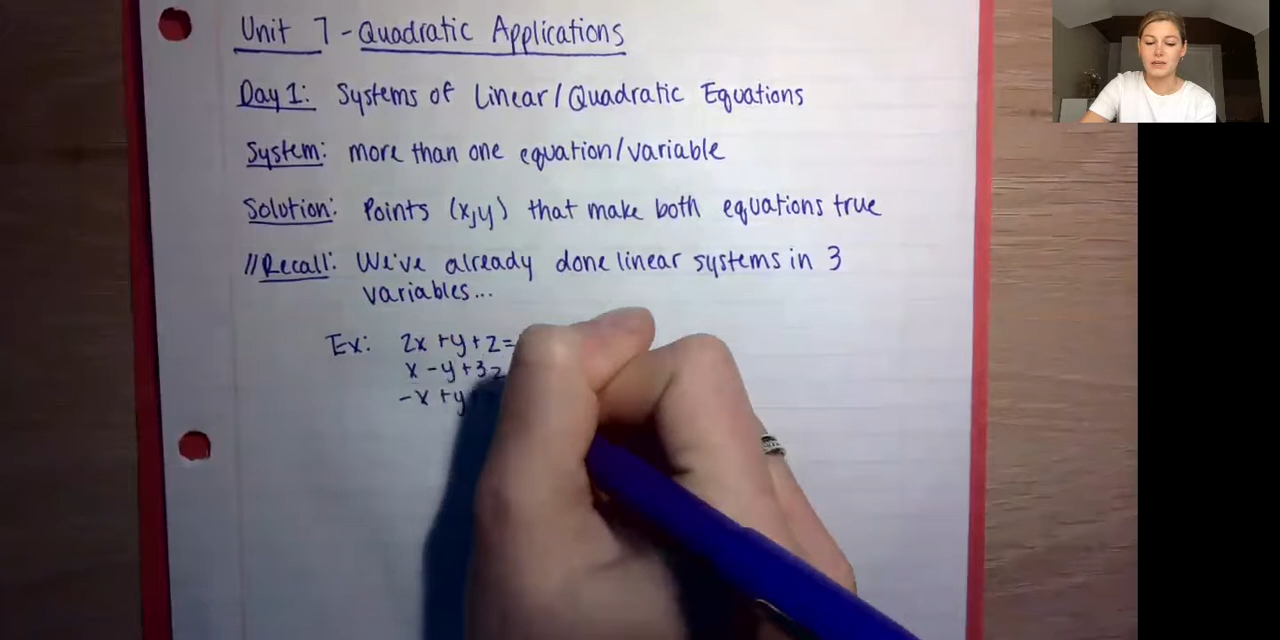 Unit 7 - Quadratic Applications
Day 1: Systems of Linear/Quadratic Equations
System: more than one equation/variable
Solution: Points (x,y) that make both equations true
//Recall: We've already done linear systems in 3
variables...
Ex: 2x +y+z=
x -y+3z
-x +y